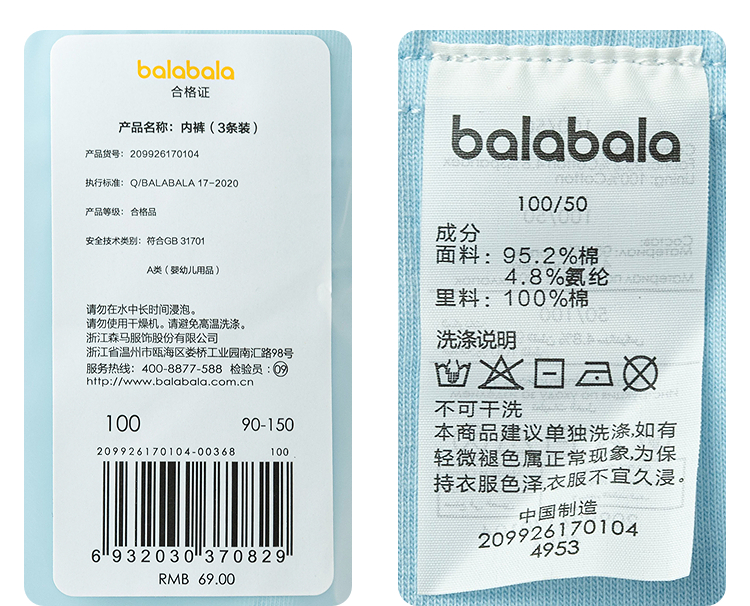 balabala
合格证
产品名称：内裤（3条装）
产品货号：209926170104
执行标准：Q/BALABALA 17-2020
产品等级：合格品
安全技术类别：符合GB 31701
A类（婴幼儿用品）
请勿在水中长时间浸泡。
请勿使用干燥机。请避免高温洗涤。
浙江森马服饰股份有限公司
浙江省温州市瓯海区娄桥工业园南汇路98号
服务热线：400-8877-588 检验员：09
http://www.balabala.com.cn
100 90-150
209926170104-00368 100
6 932030 370829
RMB 69.00
balabala
100/50
成分
面料：95.2%棉
4.8%氨纶
里料：100%棉
洗涤说明
不可干洗
本商品建议单独洗涤,如有
轻微褪色属正常现象,为保
持衣服色泽,衣服不宜久浸。
中国制造
209926170104
4953